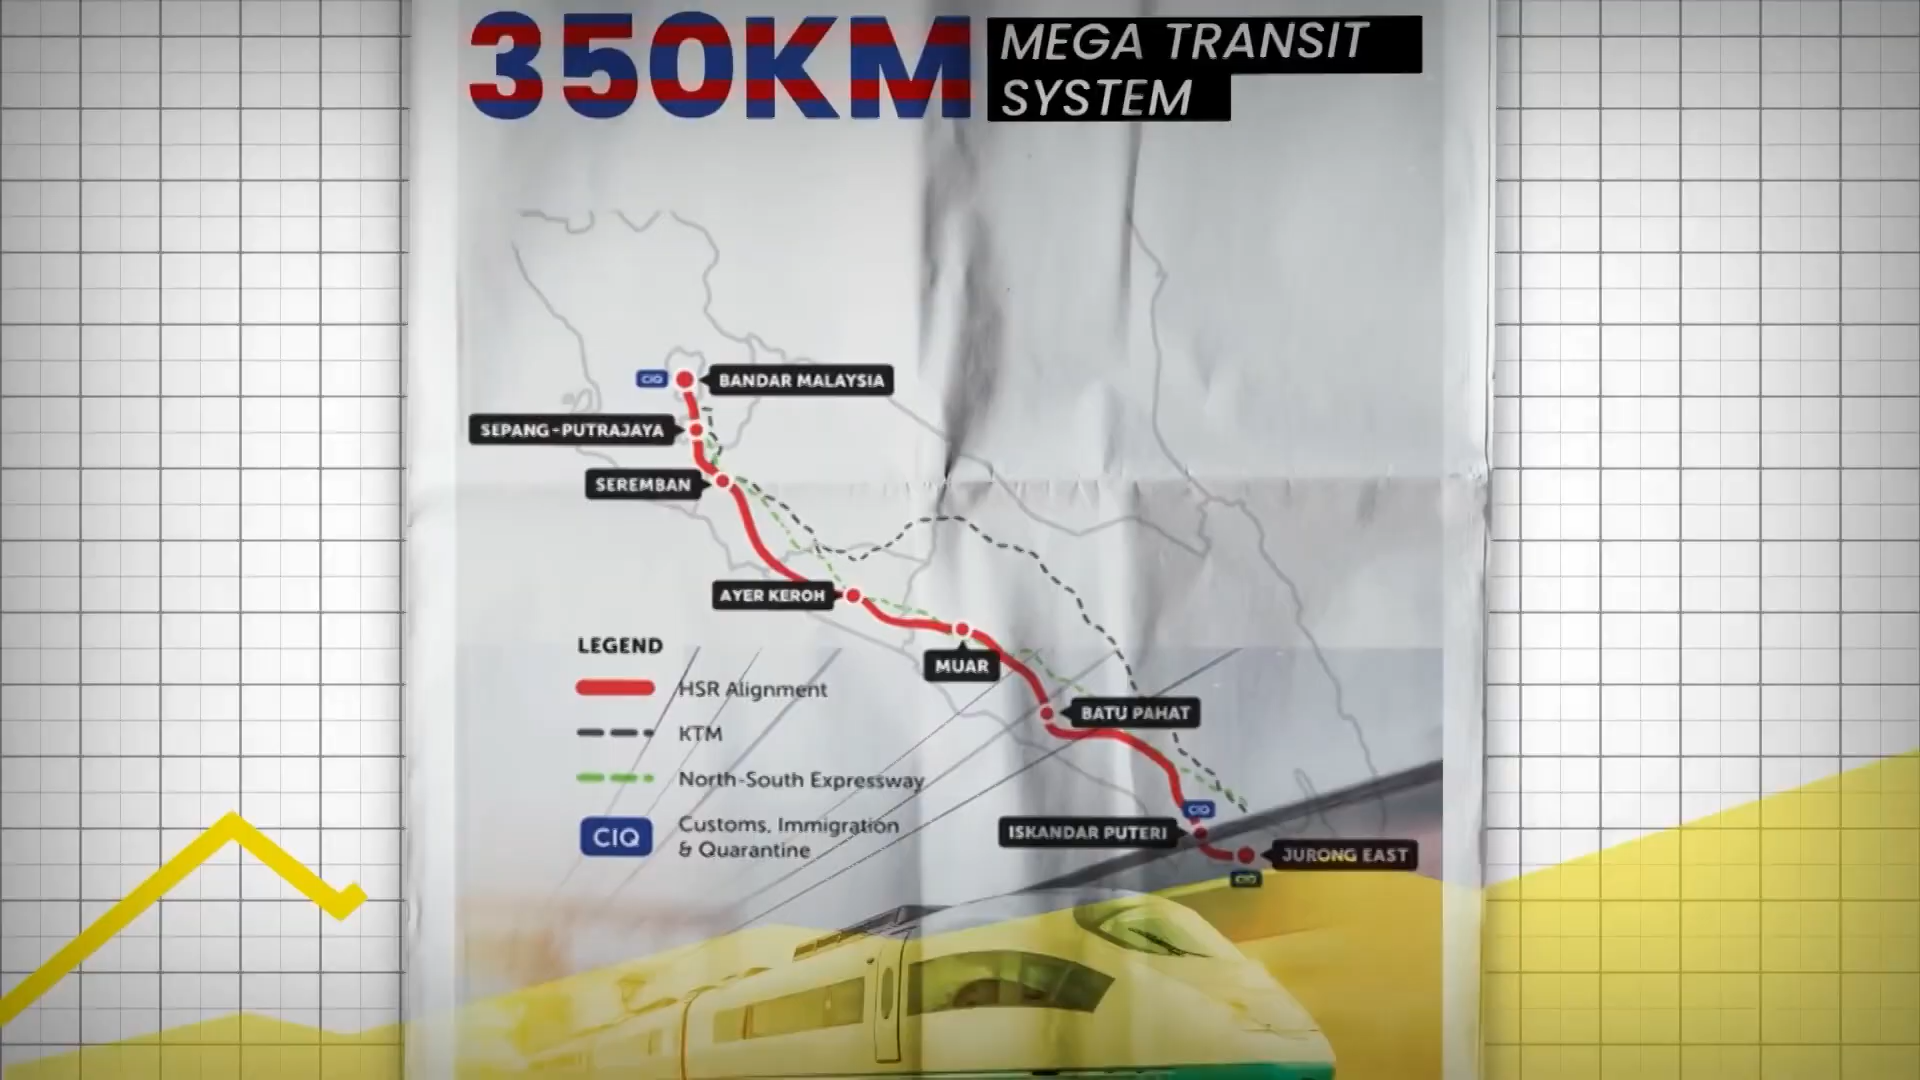 350KM
MEGA TRANSIT
SYSTEM
CIQ
BANDAR MALAYSIA
SEPANG-PUTRAJAYA
SEREMBAN
AYER KEROH
MUAR
BATU PAHAT
CIQ
ISKANDAR PUTERI
JURONG EAST
CIQ
LEGEND
HSR Alignment
KTM
North-South Expressway
CIQ
Customs, Immigration
& Quarantine